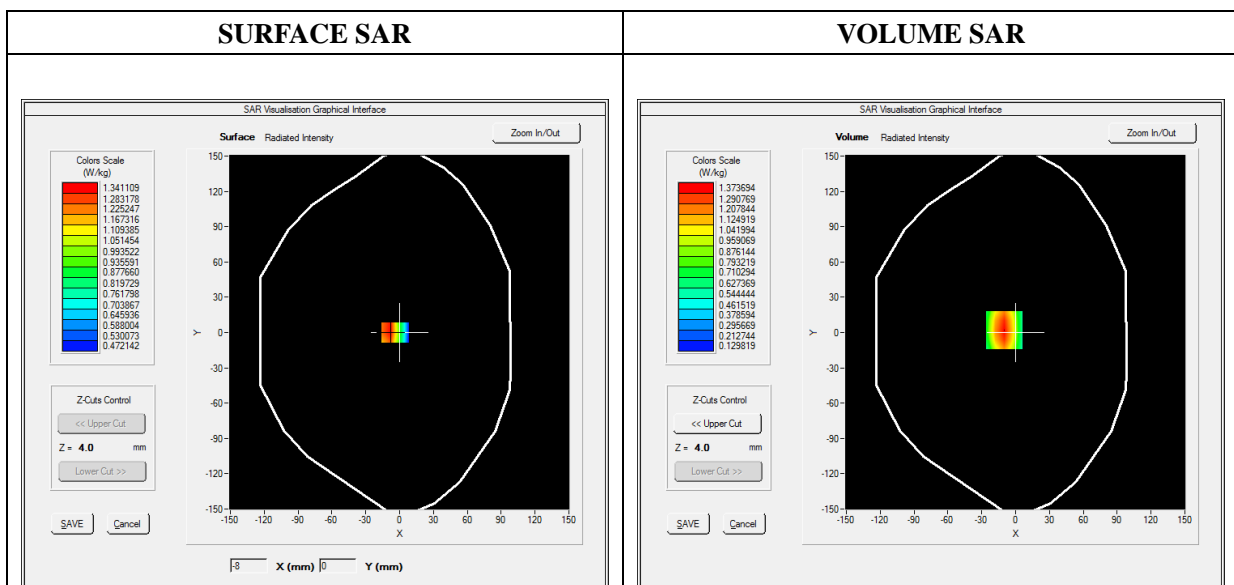 SURFACE SAR
VOLUME SAR
SAR Visualisation Graphical Interface
Surface Radiated Intensity
Zoom In/Out
Colors Scale
(W/kg)
1.341109
1.283178
1.225247
1.167316
1.109385
1.051454
0.993522
0.935591
0.877660
0.819729
0.761798
0.703867
0.645936
0.588004
0.530073
0.472142
Z-Cuts Control
<< Upper Cut
Z = 4.0 mm
Lower Cut >>
SAVE Cancel
150
120
90
60
30
0
-30
-60
-90
-120
-150
Y
-150 -120 -90 -60 -30 0 30 60 90 120 150
X
-8 X (mm) 0 Y (mm)
SAR Visualisation Graphical Interface
Volume Radiated Intensity
Zoom In/Out
Colors Scale
(W/kg)
1.373694
1.290769
1.207844
1.124919
1.041994
0.959069
0.876144
0.793219
0.710294
0.627369
0.544444
0.461519
0.378594
0.295669
0.212744
0.129819
Z-Cuts Control
<< Upper Cut
Z = 4.0 mm
Lower Cut >>
SAVE Cancel
150
120
90
60
30
0
-30
-60
-90
-120
-150
Y
-150 -120 -90 -60 -30 0 30 60 90 120 150
X